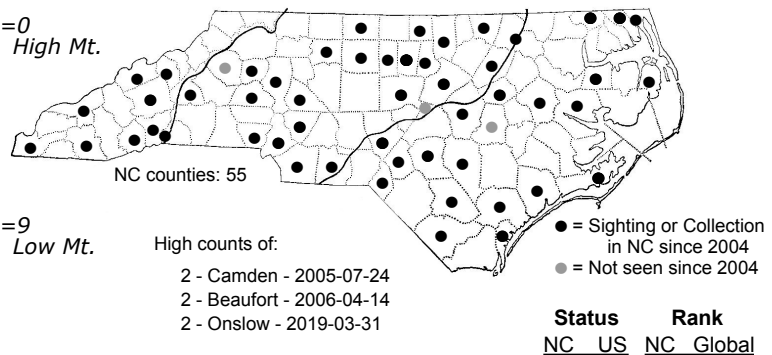 =0
High Mt.
NC counties: 55
=9
Low Mt.
High counts of:
2 - Camden - 2005-07-24
2 - Beaufort - 2006-04-14
2 - Onslow - 2019-03-31
● = Sighting or Collection
in NC since 2004
● = Not seen since 2004
Status Rank
NC US NC Global